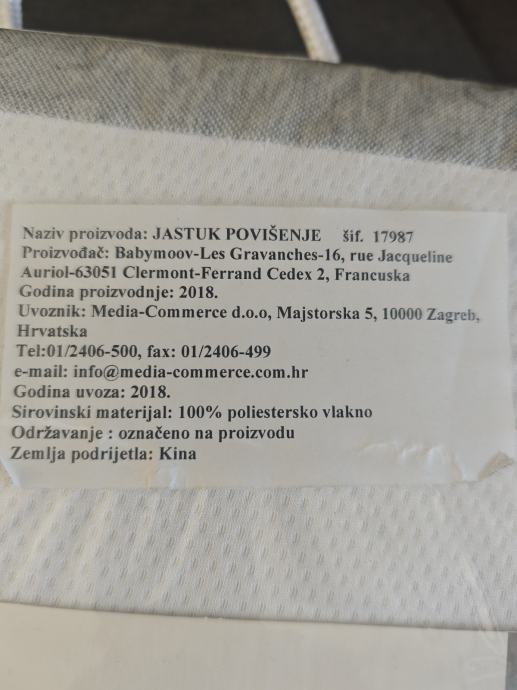 Naziv proizvoda: JASTUK POVIŠENJE šif. 17987
Proizvođač: Babymoov-Les Gravanches-16, rue Jacqueline
Auriol-63051 Clermont-Ferrand Cedex 2, Francuska
Godina proizvodnje: 2018.
Uvoznik: Media-Commerce d.o.o, Majstorska 5, 10000 Zagreb,
Hrvatska
Tel:01/2406-500, fax: 01/2406-499
e-mail: info@media-commerce.com.hr
Godina uvoza: 2018.
Sirovinski materijal: 100% poliestersko vlakno
Održavanje : označeno na proizvodu
Zemlja podrijetla: Kina